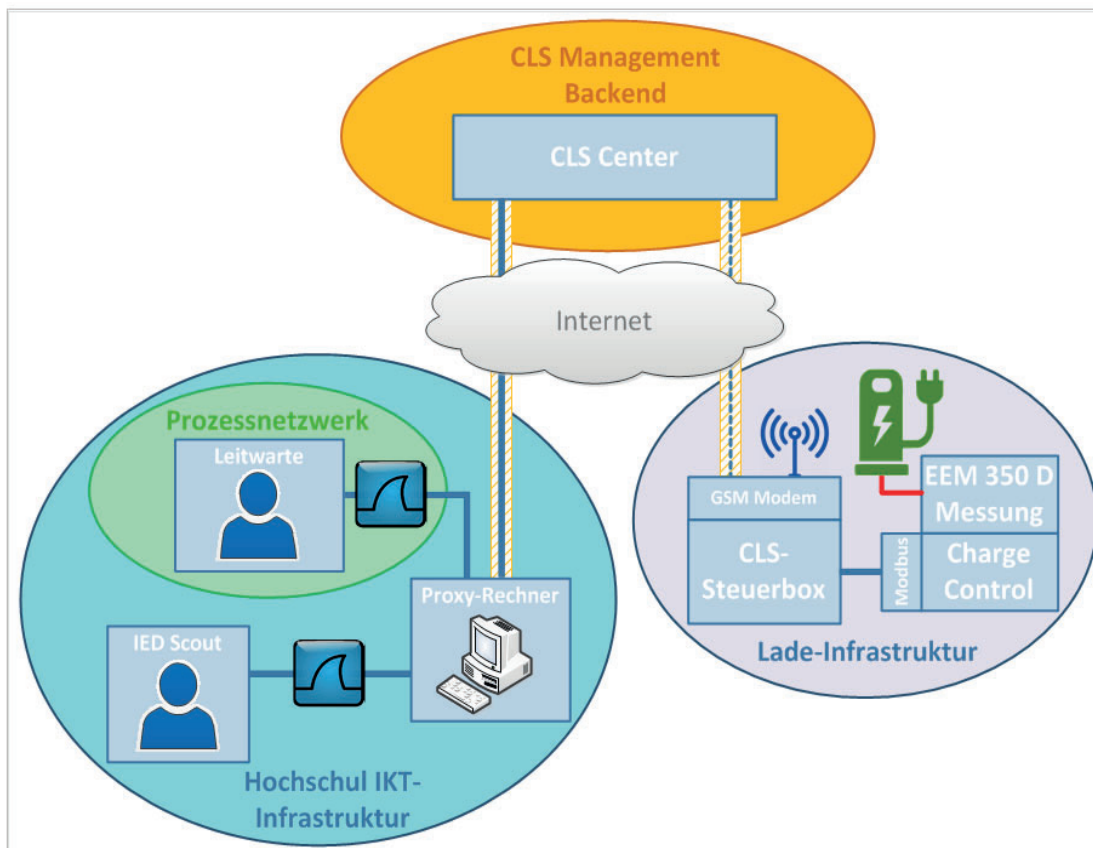 CLS Management
Backend
CLS Center
Internet
Prozessnetzwerk
Leitwarte
IED Scout
Proxy-Rechner
Hochschul IKT-
Infrastruktur
GSM Modem
CLS-
Steuerbox
Modbus
EEM 350 D
Messung
Charge
Control
Lade-Infrastruktur